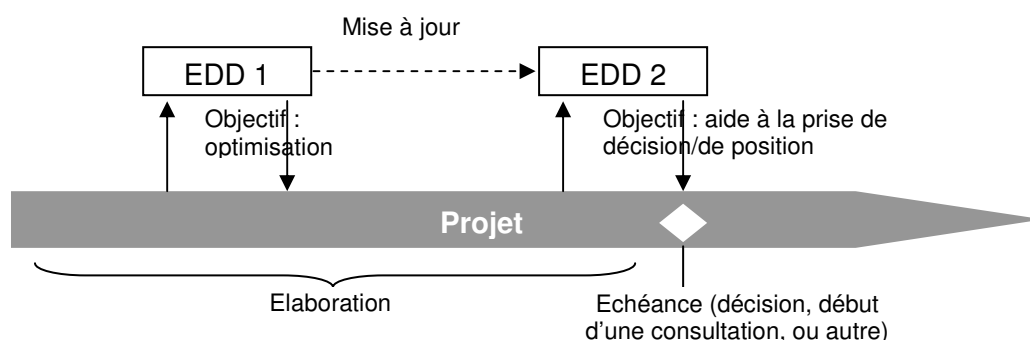 Mise à jour
EDD 1
EDD 2
Objectif :
optimisation
Objectif : aide à la prise de
décision/de position
Projet
Elaboration
Echéance (décision, début
d'une consultation, ou autre)